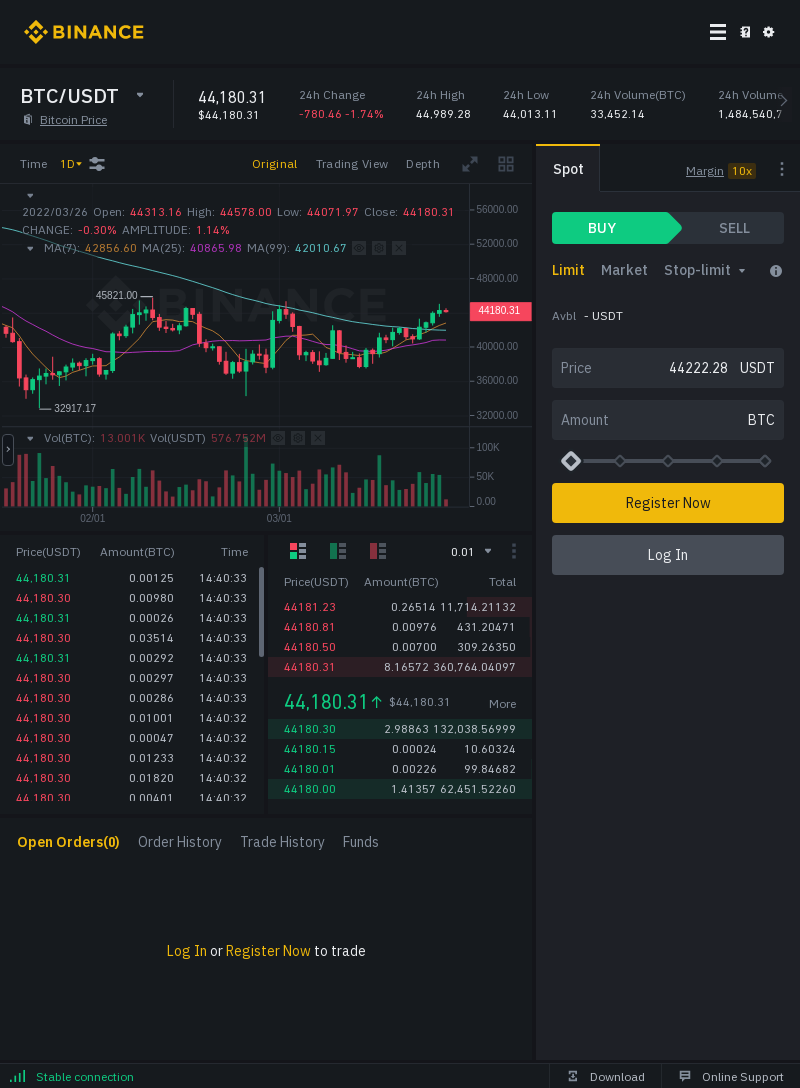 BINANCE
BTC/USDT
Bitcoin Price
44,180.31
$44,180.31
24h Change
-780.46 -1.74%
24h High
44,989.28
24h Low
44,013.11
24h Volume(BTC)
33,452.14
24h Volume
1,484,540,7
Time 1D Original Trading View Depth
2022/03/26 Open: 44313.16 High: 44578.00 Low: 44071.97 Close: 44180.31
CHANGE: -0.30% AMPLITUDE: 1.14%
MA(7): 42856.60 MA(25): 40865.98 MA(99): 42010.67
BINANCE
45821.00
32917.17
56000.00
52000.00
48000.00
44180.31
40000.00
36000.00
32000.00
Vol(BTC): 13.001K Vol(USDT) 576.752M
100K
50K
0.00
02/01 03/01
Price(USDT) Amount(BTC) Time
44,180.31 0.00125 14:40:33
44,180.30 0.00980 14:40:33
44,180.31 0.00026 14:40:33
44,180.30 0.03514 14:40:33
44,180.31 0.00292 14:40:33
44,180.30 0.00297 14:40:33
44,180.30 0.00286 14:40:33
44,180.30 0.01001 14:40:32
44,180.30 0.00047 14:40:32
44,180.30 0.01233 14:40:32
44,180.30 0.01820 14:40:32
44,180.30 0.00401 14:40:32
0.01
Price(USDT) Amount(BTC) Total
44181.23 0.26514 11,714.21132
44180.81 0.00976 431.20471
44180.50 0.00700 309.26350
44180.31 8.16572 360,764.04097
44,180.31↑ $44,180.31 More
44180.30 2.98863 132,038.56999
44180.15 0.00024 10.60324
44180.01 0.00226 99.84682
44180.00 1.41357 62,451.52260
Spot Margin 10x
BUY SELL
Limit Market Stop-limit
Avbl - USDT
Price 44222.28 USDT
Amount BTC
Register Now
Log In
Open Orders(0) Order History Trade History Funds
Log In or Register Now to trade
Stable connection Download Online Support